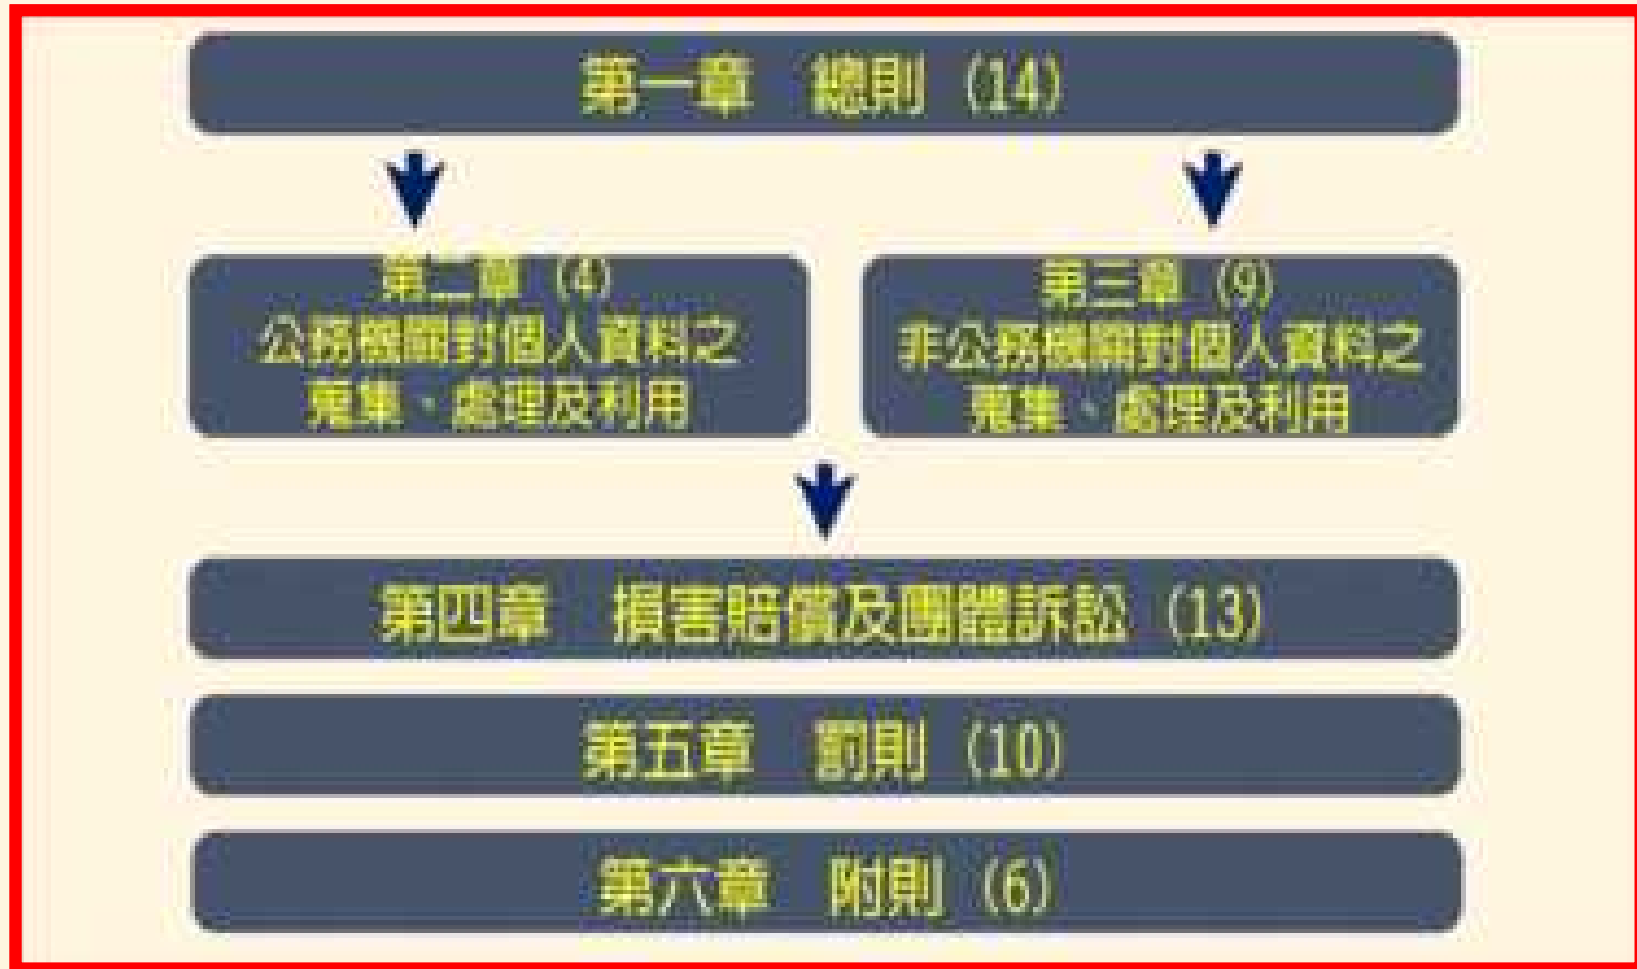 第一章 總則 (14)
第二章 (4)
公務機關對個人資料之
蒐集、處理及利用
第三章 (9)
非公務機關對個人資料之
蒐集、處理及利用
第四章 損害賠償及團體訴訟 (13)
第五章 罰則 (10)
第六章 附則 (6)